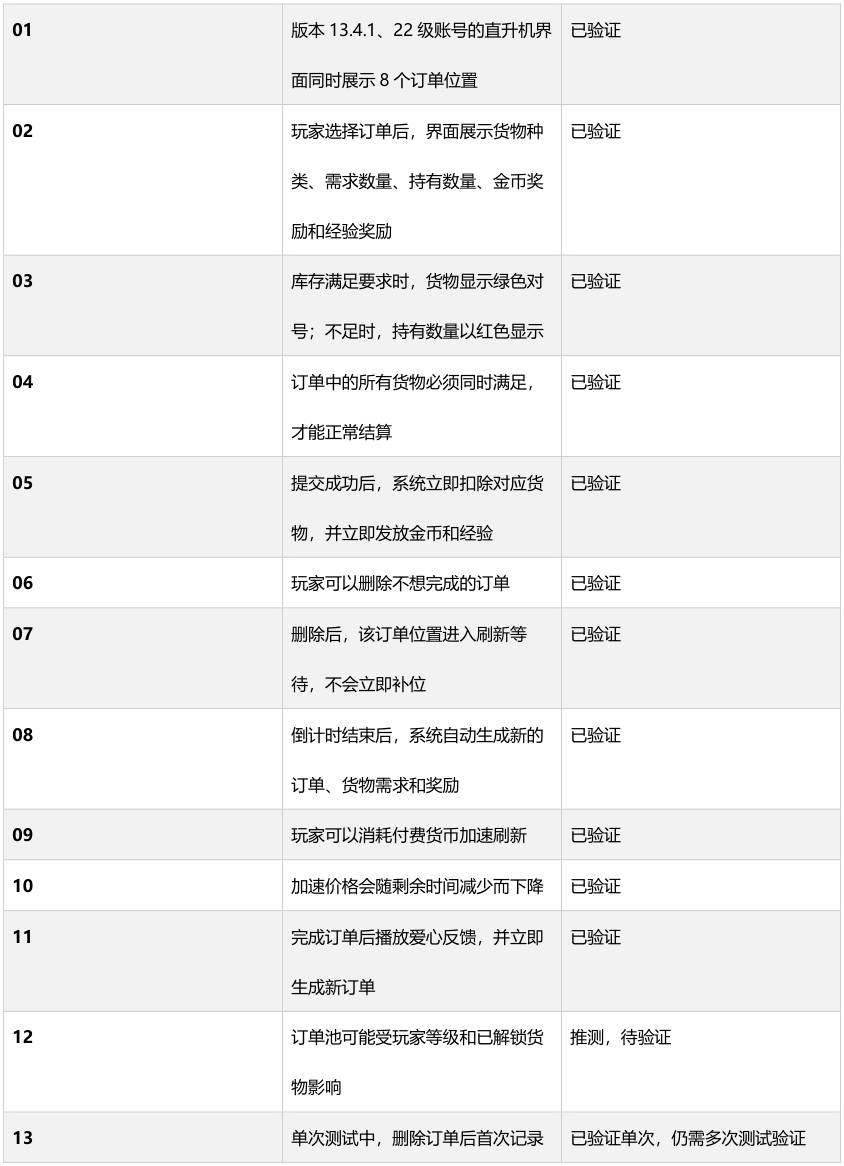 01 版本 13.4.1、22 级账号的直升机界 已验证
面同时展示 8 个订单位置
02 玩家选择订单后，界面展示货物种 已验证
类、需求数量、持有数量、金币奖
励和经验奖励
03 库存满足要求时，货物显示绿色对 已验证
号；不足时，持有数量以红色显示
04 订单中的所有货物必须同时满足， 已验证
才能正常结算
05 提交成功后，系统立即扣除对应货 已验证
物，并立即发放金币和经验
06 玩家可以删除不想完成的订单 已验证
07 删除后，该订单位置进入刷新等 已验证
待，不会立即补位
08 倒计时结束后，系统自动生成新的 已验证
订单、货物需求和奖励
09 玩家可以消耗付费货币加速刷新 已验证
10 加速价格会随剩余时间减少而下降 已验证
11 完成订单后播放爱心反馈，并立即 已验证
生成新订单
12 订单池可能受玩家等级和已解锁货 推测，待验证
物影响
13 单次测试中，删除订单后首次记录 已验证单次，仍需多次测试验证